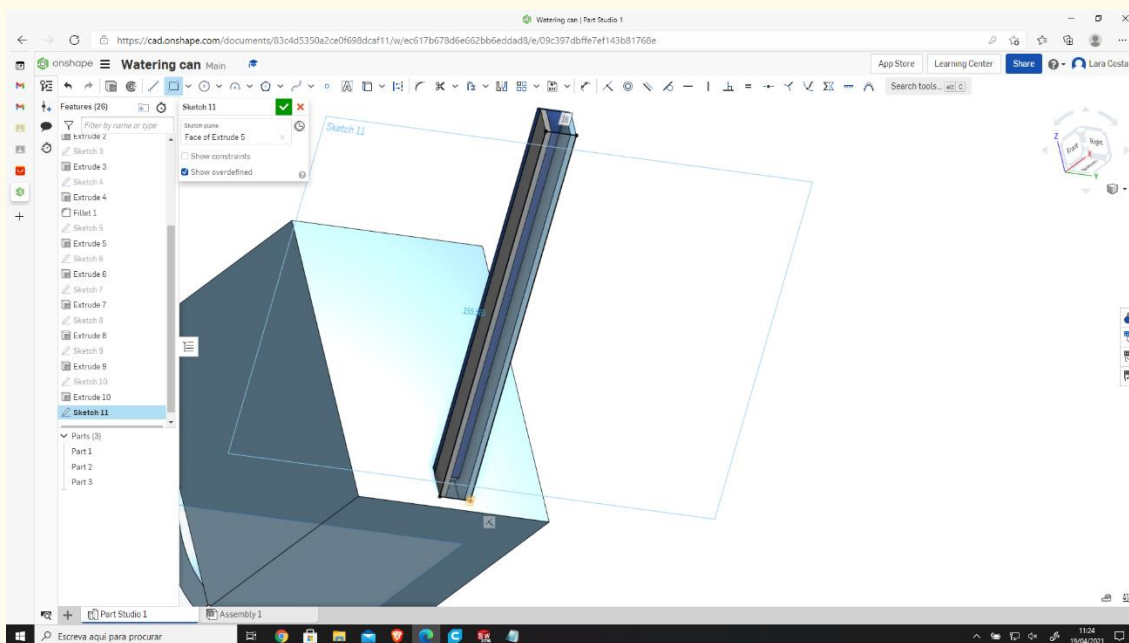 Watering can | Part Studio 1
https://cad.onshape.com/documents/83c4d5350a2ce0f698dcaf11/w/ec617b678d6e662bb6eddad8/e/09c397dbffe7ef143b81768e
onshape Watering can Main
App Store Learning Center Share Lara Costa
Search tools... alt C
Features (26)
Filter by name or type
Extrude 2
Sketch 3
Extrude 3
Sketch 4
Extrude 4
Fillet 1
Sketch 5
Extrude 5
Sketch 6
Extrude 6
Sketch 7
Extrude 7
Sketch 8
Extrude 8
Sketch 9
Extrude 9
Sketch 10
Extrude 10
Sketch 11
Parts (3)
Part 1
Part 2
Part 3
Sketch 11
Sketch plane
Face of Extrude 5
Show constraints
Show overdefined
Sketch 11
16
Z
Front
Right
X
Y
Part Studio 1
Assembly 1
Escreva aqui para procurar
11:24
19/04/2021